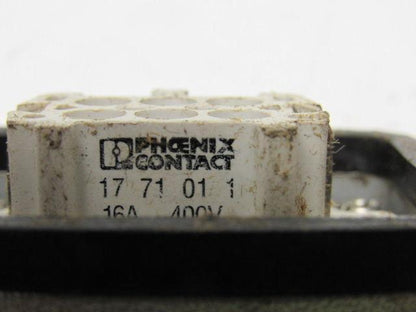 PHŒNIX
CONTACT
17 71 01 1
16A 400V